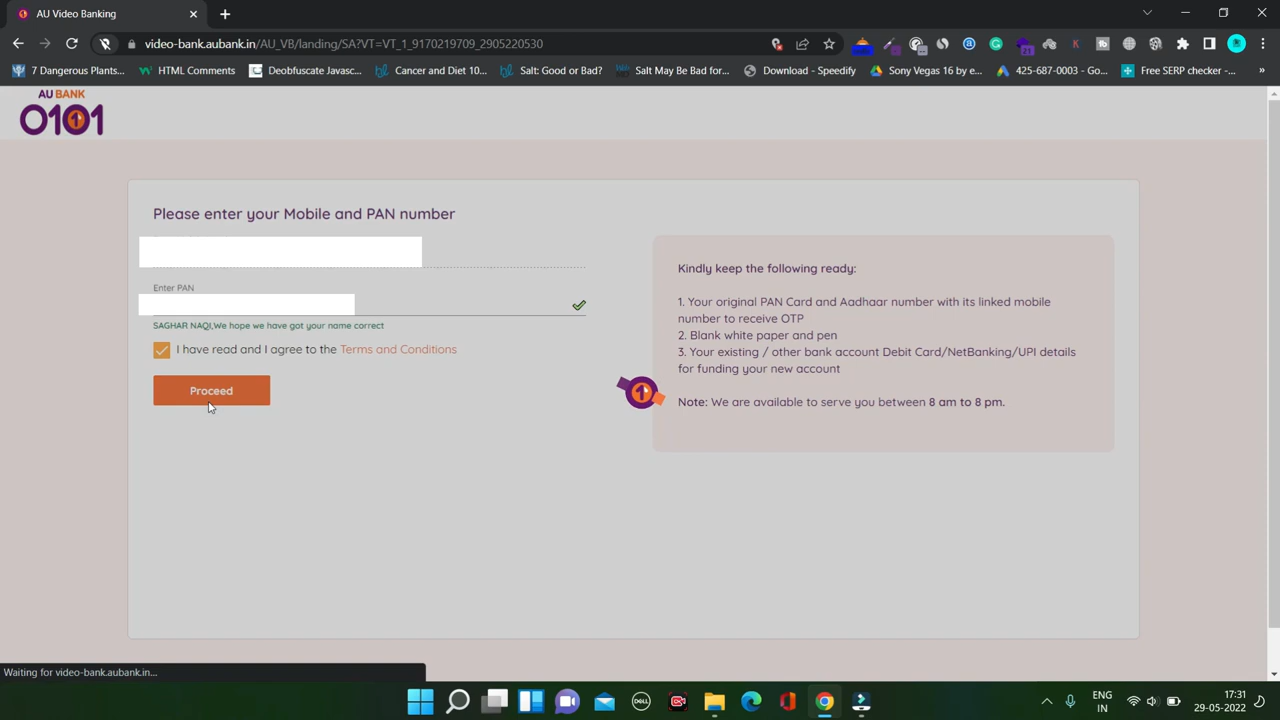 AU Video Banking
video-bank.aubank.in/AU_VB/landing/SA?VT=VT_1_9170219709_2905220530
21
7 Dangerous Plants...
HTML Comments
Deobfuscate Javasc...
Cancer and Diet 10...
Salt: Good or Bad?
Salt May Be Bad for...
Download - Speedify
Sony Vegas 16 by e...
425-687-0003 - Go...
Free SERP checker -...
»
AU BANK
0101
Please enter your Mobile and PAN number
Enter PAN
SAGHAR NAQI,We hope we have got your name correct
I have read and I agree to the Terms and Conditions
Proceed
Kindly keep the following ready:
1. Your original PAN Card and Aadhaar number with its linked mobile
number to receive OTP
2. Blank white paper and pen
3. Your existing / other bank account Debit Card/NetBanking/UPI details
for funding your new account
Note: We are available to serve you between 8 am to 8 pm.
Waiting for video-bank.aubank.in...
DELL
ENG
IN
17:31
29-05-2022